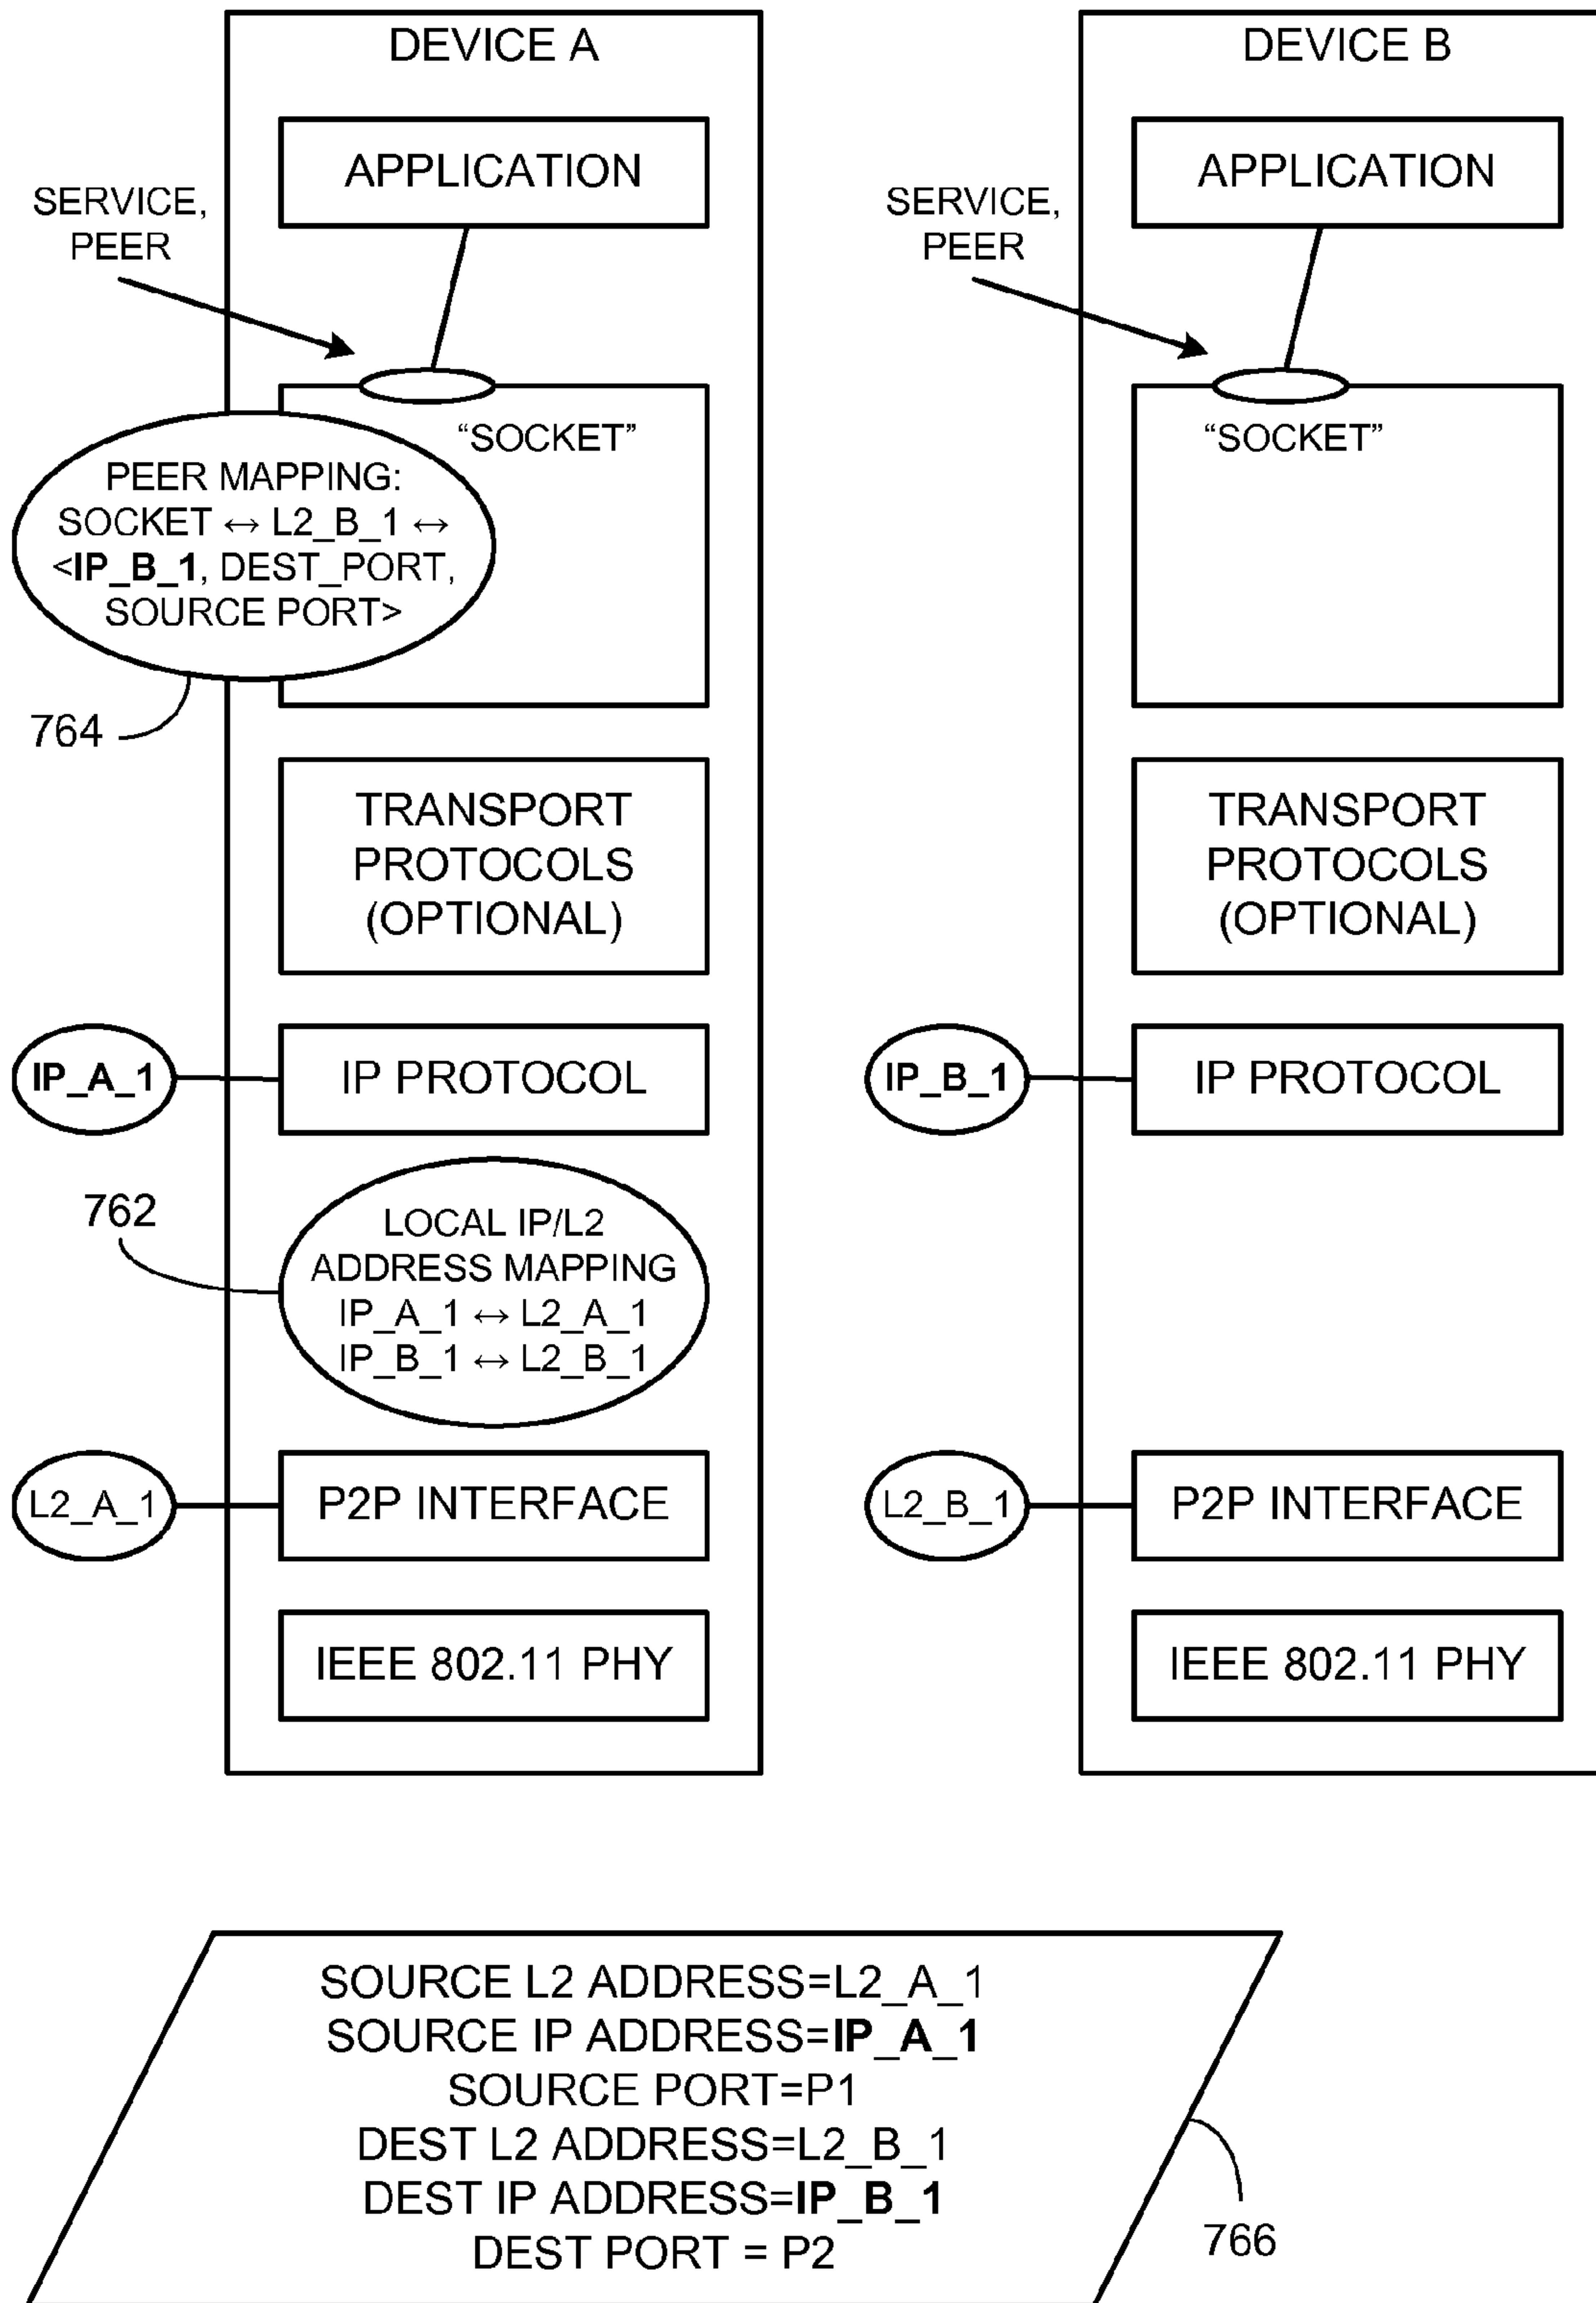 DEVICE A
APPLICATION
SERVICE,
PEER
“SOCKET”
PEER MAPPING:
SOCKET ↔ L2_B_1 ↔
<IP_B_1, DEST_PORT,
SOURCE PORT>
764
TRANSPORT
PROTOCOLS
(OPTIONAL)
IP_A_1
IP PROTOCOL
762
LOCAL IP/L2
ADDRESS MAPPING
IP_A_1 ↔ L2_A_1
IP_B_1 ↔ L2_B_1
L2_A_1
P2P INTERFACE
IEEE 802.11 PHY
DEVICE B
APPLICATION
SERVICE,
PEER
“SOCKET”
TRANSPORT
PROTOCOLS
(OPTIONAL)
IP_B_1
IP PROTOCOL
L2_B_1
P2P INTERFACE
IEEE 802.11 PHY
SOURCE L2 ADDRESS=L2_A_1
SOURCE IP ADDRESS=IP_A_1
SOURCE PORT=P1
DEST L2 ADDRESS=L2_B_1
DEST IP ADDRESS=IP_B_1
DEST PORT = P2
766